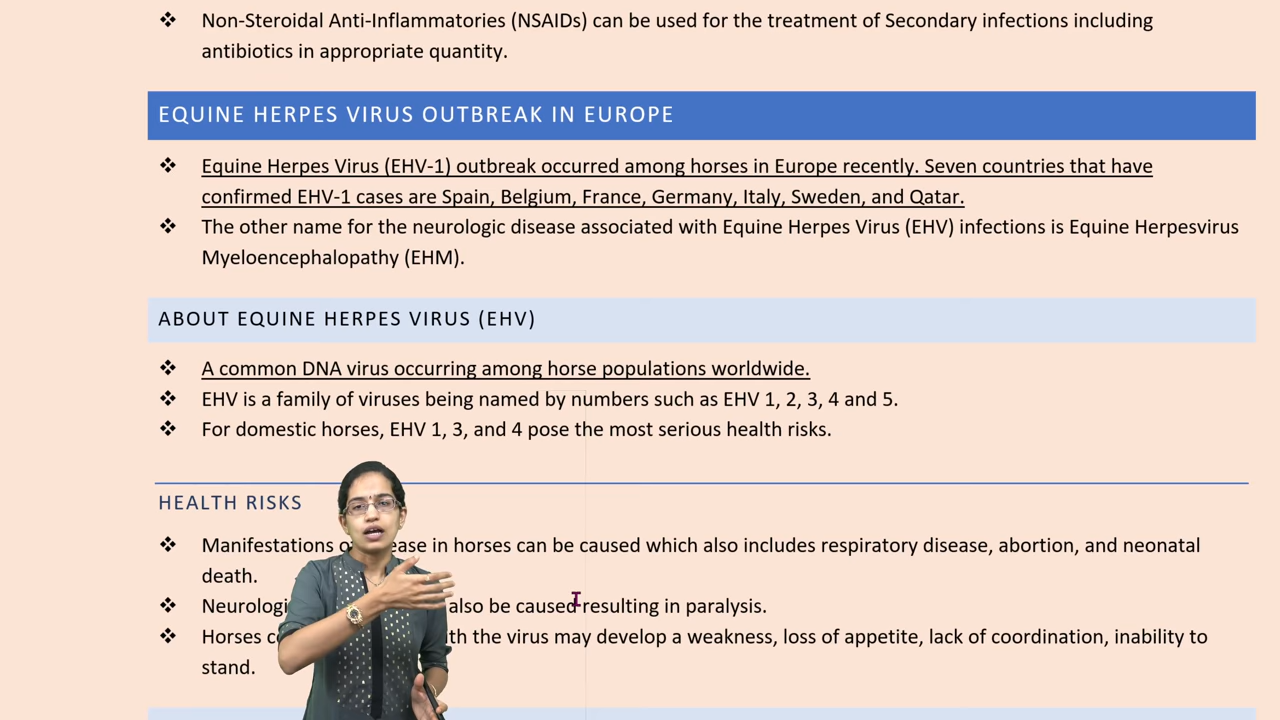 ❖ Non-Steroidal Anti-Inflammatories (NSAIDs) can be used for the treatment of Secondary infections including
antibiotics in appropriate quantity.
EQUINE HERPES VIRUS OUTBREAK IN EUROPE
❖ Equine Herpes Virus (EHV-1) outbreak occurred among horses in Europe recently. Seven countries that have
confirmed EHV-1 cases are Spain, Belgium, France, Germany, Italy, Sweden, and Qatar.
❖ The other name for the neurologic disease associated with Equine Herpes Virus (EHV) infections is Equine Herpesvirus
Myeloencephalopathy (EHM).
ABOUT EQUINE HERPES VIRUS (EHV)
❖ A common DNA virus occurring among horse populations worldwide.
❖ EHV is a family of viruses being named by numbers such as EHV 1, 2, 3, 4 and 5.
❖ For domestic horses, EHV 1, 3, and 4 pose the most serious health risks.
HEALTH RISKS
❖ Manifestations in horses can be caused which also includes respiratory disease, abortion, and neonatal
death.
❖ also be caused resulting in paralysis.
❖ Horses the virus may develop a weakness, loss of appetite, lack of coordination, inability to
stand.